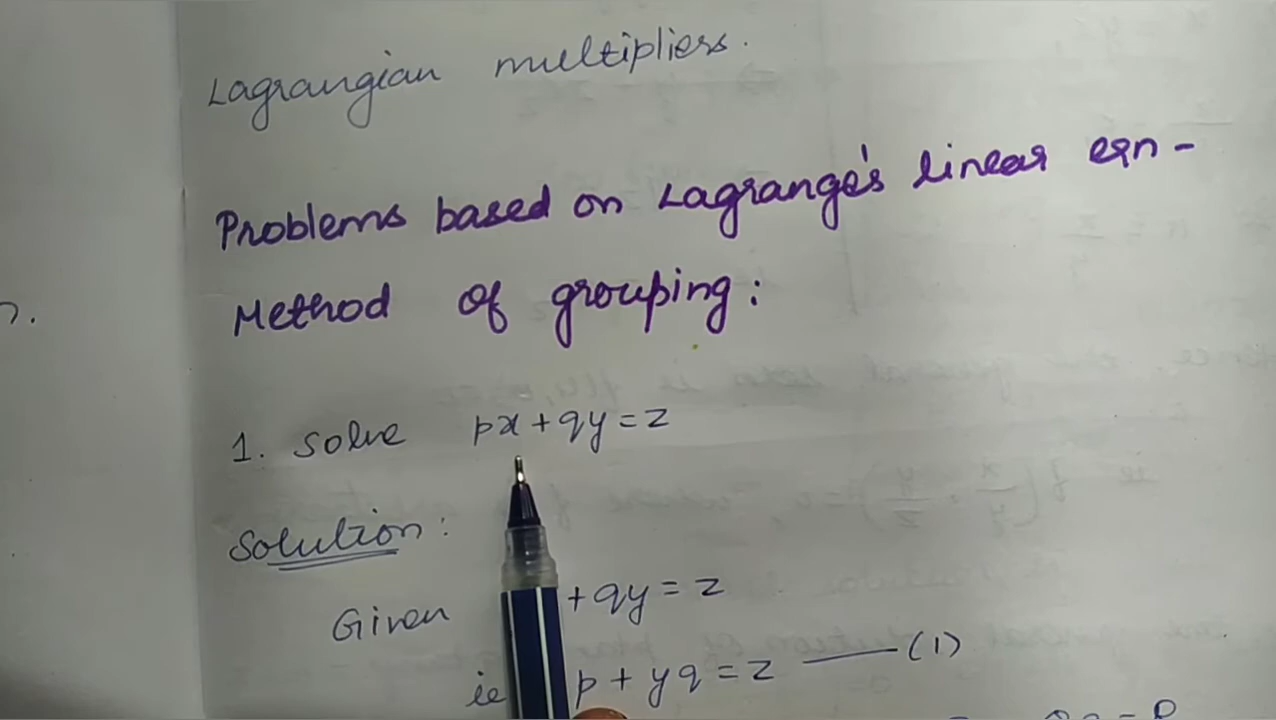 Lagrangian multipliers.
Problems based on Lagrange's linear eqn -
Method of grouping:
1. Solve px+qy=z
Solution:
Given +qy=z
ie p+yq=z —— (1)